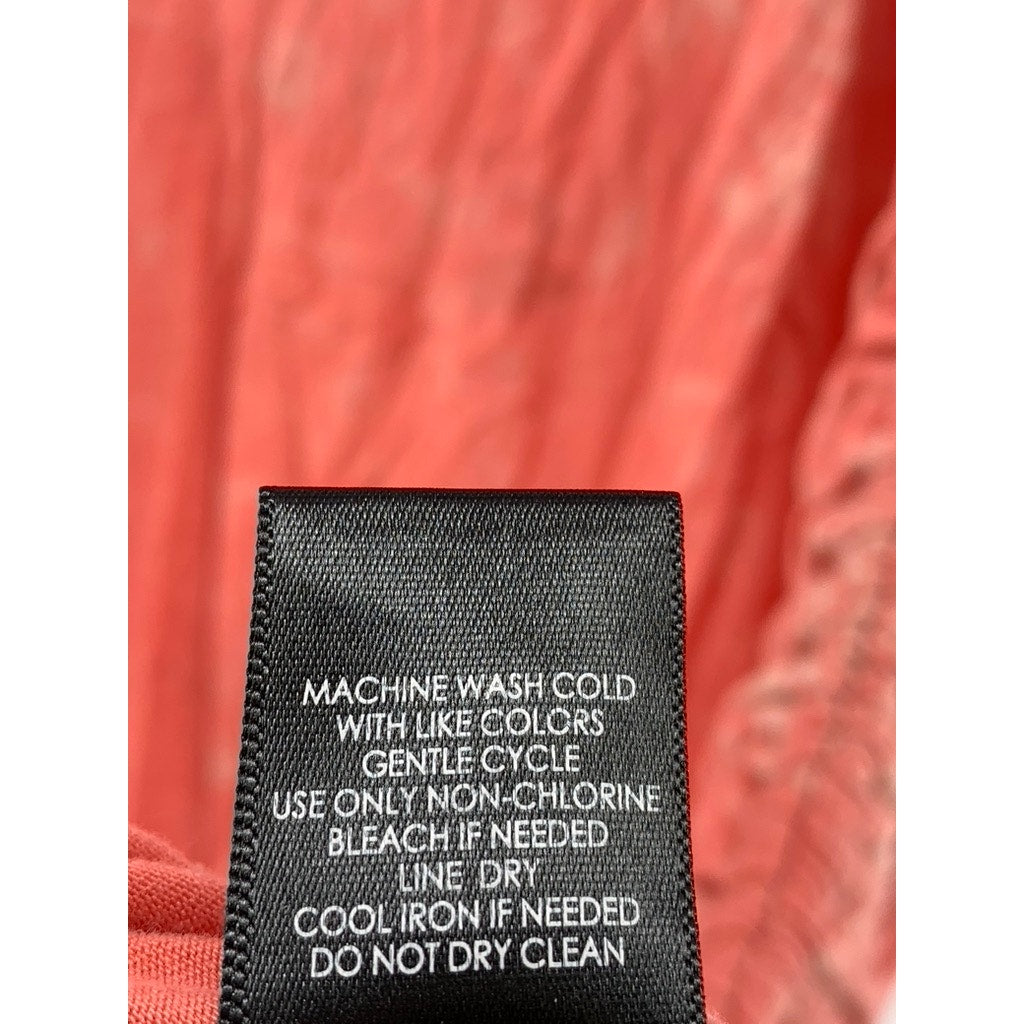 MACHINE WASH COLD
WITH LIKE COLORS
GENTLE CYCLE
USE ONLY NON-CHLORINE
BLEACH IF NEEDED
LINE DRY
COOL IRON IF NEEDED
DO NOT DRY CLEAN